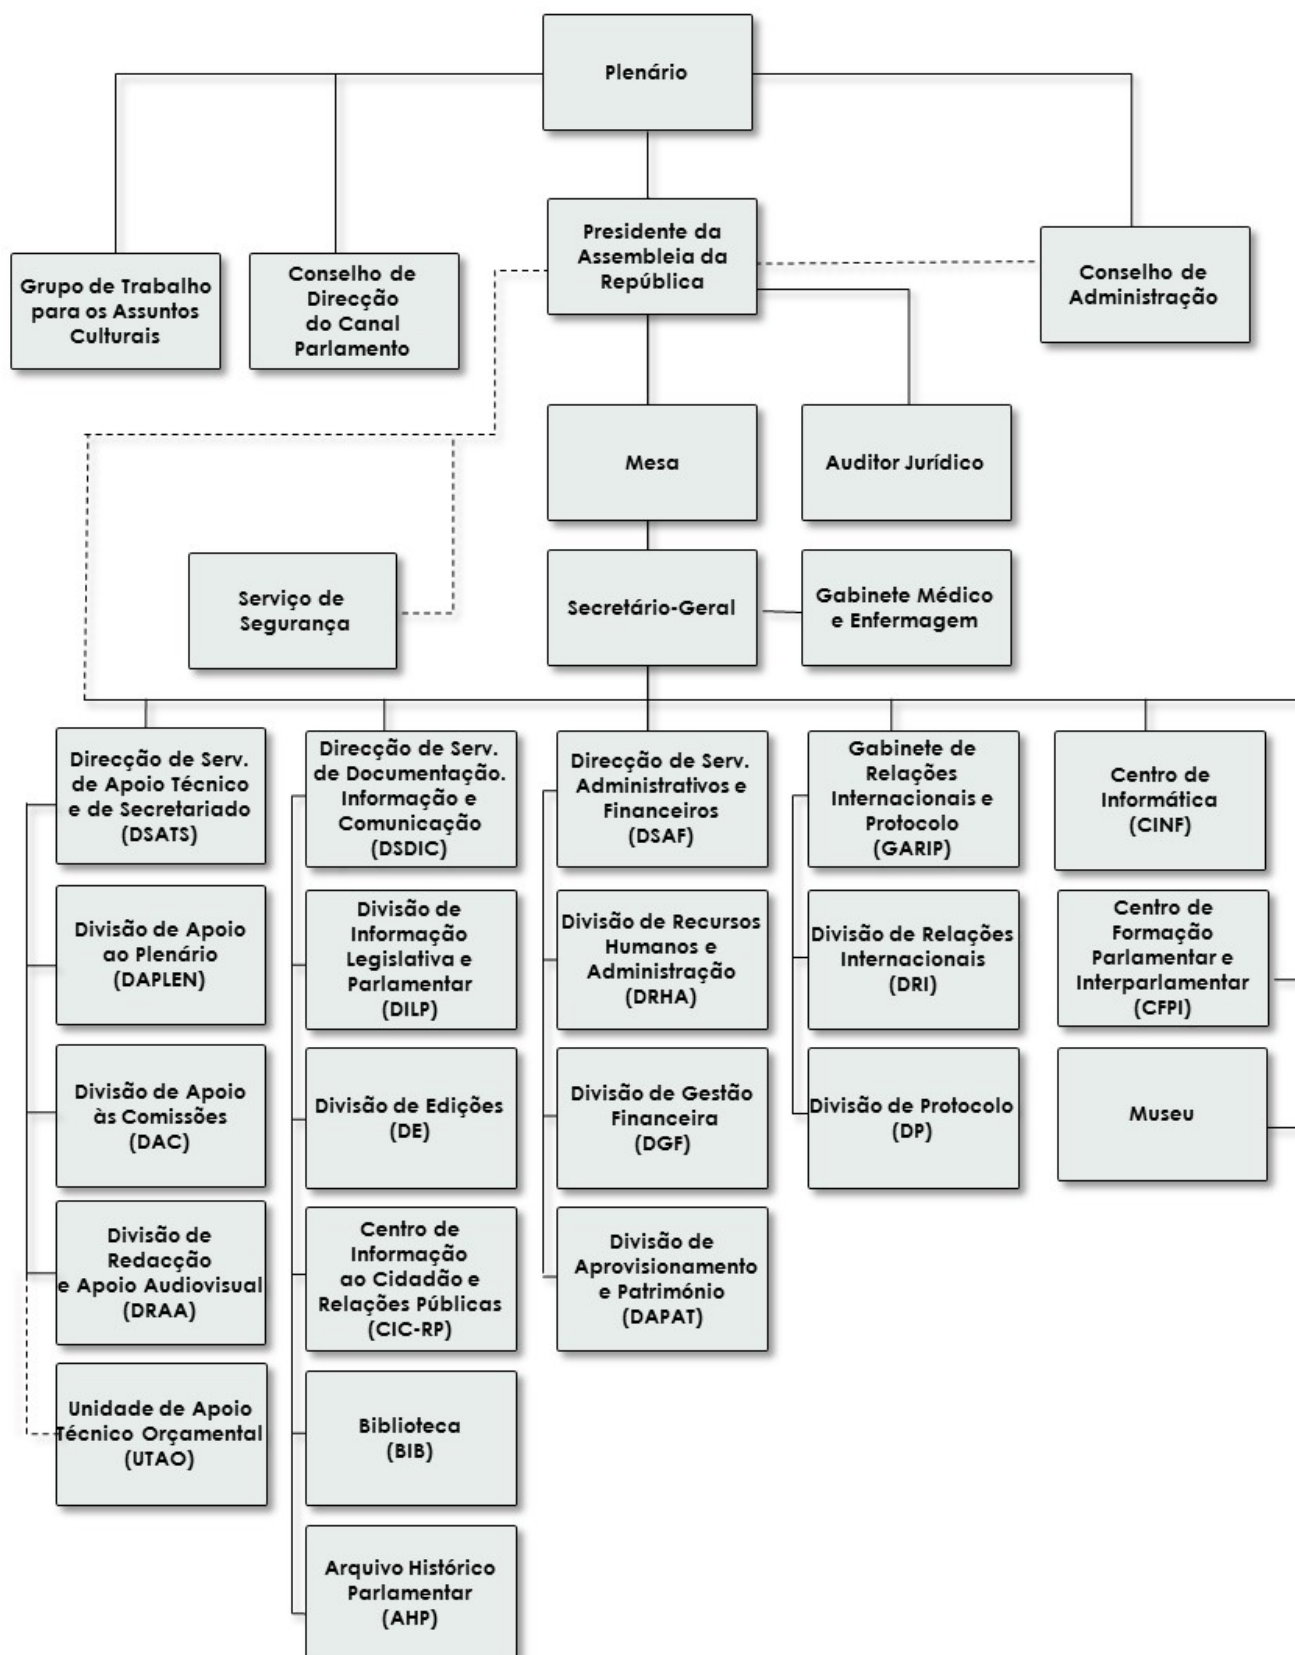 Plenário
Presidente da
Assembleia da
República
Grupo de Trabalho
para os Assuntos
Culturais
Conselho de
Direcção
do Canal
Parlamento
Conselho de
Administração
Mesa
Auditor Jurídico
Serviço de
Segurança
Secretário-Geral
Gabinete Médico
e Enfermagem
Direcção de Serv.
de Apoio Técnico
e de Secretariado
(DSATS)
Direcção de Serv.
de Documentação.
Informação e
Comunicação
(DSDIC)
Direcção de Serv.
Administrativos e
Financeiros
(DSAF)
Gabinete de
Relações
Internacionais e
Protocolo
(GARIP)
Centro de
Informática
(CINF)
Divisão de Apoio
ao Plenário
(DAPLEN)
Divisão de
Informação
Legislativa e
Parlamentar
(DILP)
Divisão de Recursos
Humanos e
Administração
(DRHA)
Divisão de Relações
Internacionais
(DRI)
Centro de
Formação
Parlamentar e
Interparlamentar
(CFPI)
Divisão de Apoio
às Comissões
(DAC)
Divisão de Edições
(DE)
Divisão de Gestão
Financeira
(DGF)
Divisão de Protocolo
(DP)
Museu
Divisão de
Redacção
e Apoio Audiovisual
(DRAA)
Centro de
Informação
ao Cidadão e
Relações Públicas
(CIC-RP)
Divisão de
Aprovisionamento
e Património
(DAPAT)
Unidade de Apoio
Técnico Orçamental
(UTAO)
Biblioteca
(BIB)
Arquivo Histórico
Parlamentar
(AHP)